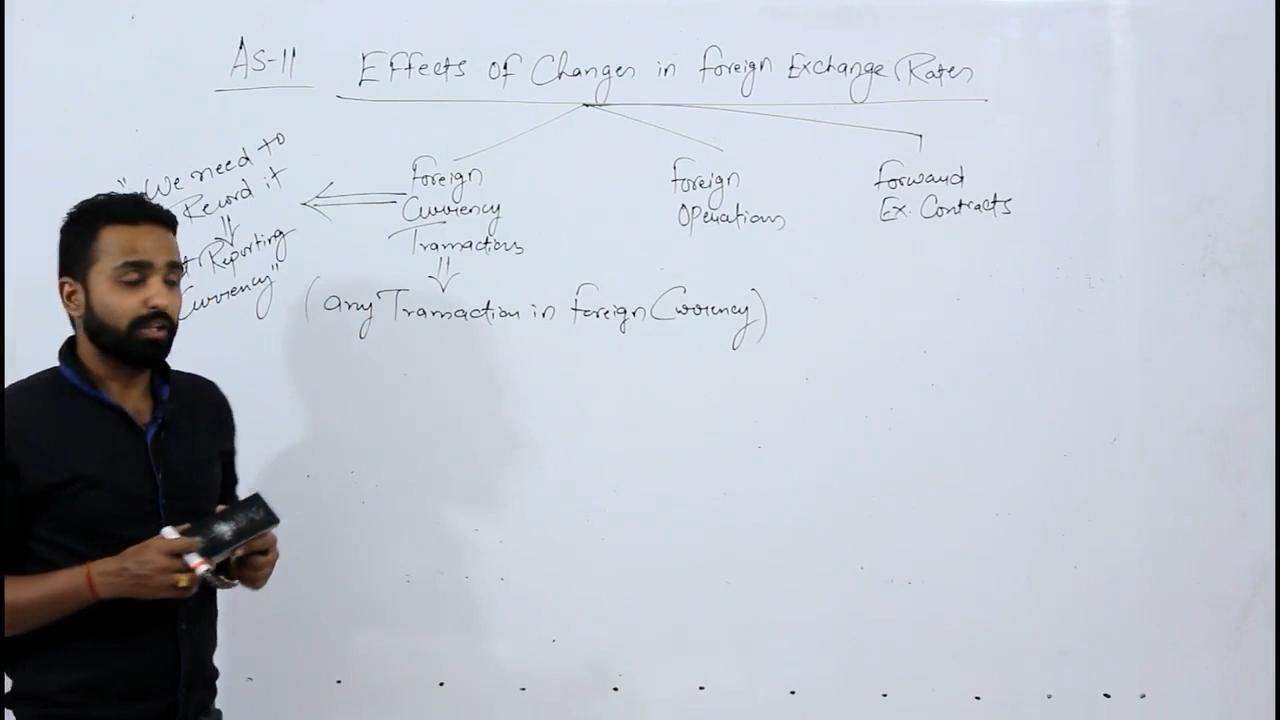 AS-11 Effects Of Changes in Foreign Exchange Rates
"We need to
Record it
Reporting
Currency"
Foreign
Currency
Transactions
(any Transaction in Foreign Currency)
Foreign
Operations
Forward
Ex. Contracts